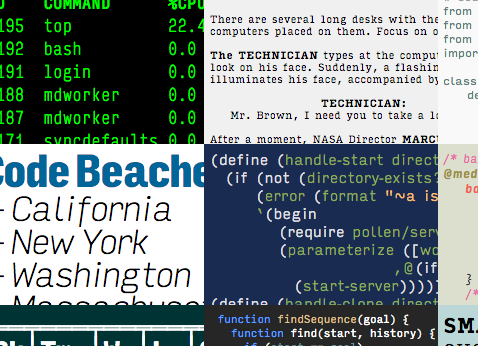 COMMAND %CPU
195 top 22.4
192 bash 0.0
191 login 0.0
188 mdworker 0.0
187 mdworker 0.0
171 syncdefaults 0.0
There are several long desks with the
computers placed on them. Focus on o
The TECHNICIAN types at the compu
look on his face. Suddenly, a flashin
illuminates his face, accompanied by
TECHNICIAN:
Mr. Brown, I need you to take a lo
After a moment, NASA Director MARC
from
from
from
impor
class
de
Code Beache
- California
- New York
- Washington
- Massachuset
(define (handle-start direct
(if (not (directory-exists?
(error (format "~a is
`(begin
(require pollen/serv
(parameterize ([wo
,@(if
(start-server))))]
(define (handle-clone direct
/* ba
@med
bo
}
/*
function findSequence(goal) {
function find(start, history) {
if (start == goal)
SMA